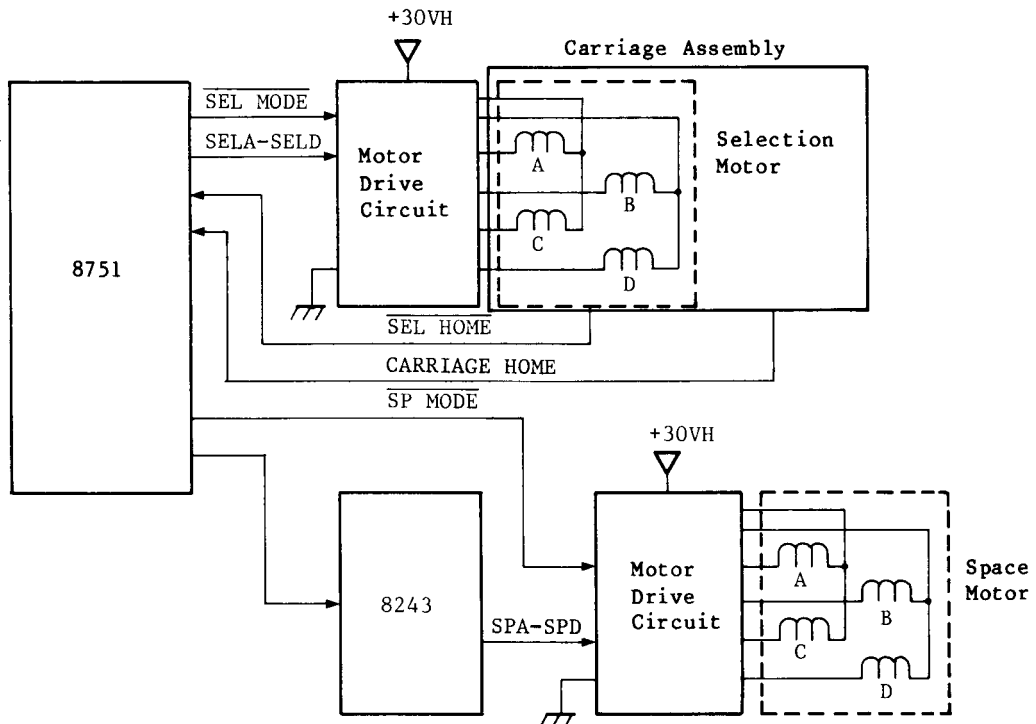 +30VH
Carriage Assembly
SEL MODE
SELA-SELD
Motor
Drive
Circuit
A
B
C
D
Selection
Motor
8751
SEL HOME
CARRIAGE HOME
SP MODE
+30VH
8243
SPA-SPD
Motor
Drive
Circuit
A
B
C
D
Space
Motor